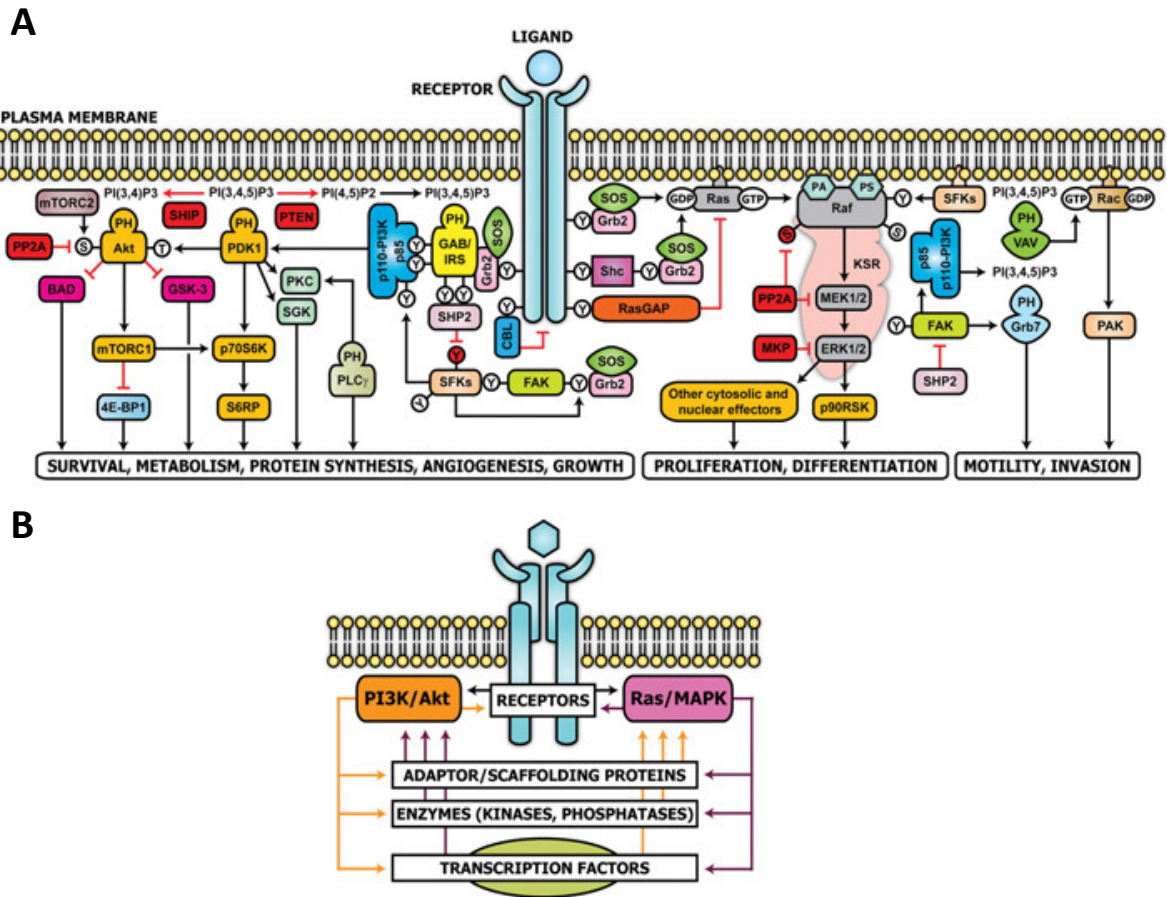 A
LIGAND
RECEPTOR
PLASMA MEMBRANE
mTORC2
PI(3,4)P3
PI(3,4,5)P3
PI(4,5)P2
PI(3,4,5)P3
SHIP
PTEN
PP2A
S
PH
Akt
T
PH
PDK1
p110-PI3K
p85
Y
Y
Y
PH
GAB/
IRS
Y
Y
Grb2
SOS
Y
BAD
GSK-3
PKC
SGK
SHP2
Y
CBL
Y
mTORC1
p70S6K
PH
PLCγ
SFKs
Y
Y
FAK
Y
SOS
Grb2
4E-BP1
S6RP
Y
SOS
Grb2
GDP
Ras
GTP
Y
Shc
Y
SOS
Grb2
Y
RasGAP
PA
PS
Raf
S
S
Y
SFKs
KSR
PP2A
MEK1/2
MKP
ERK1/2
Other cytosolic and
nuclear effectors
p90RSK
p85
p110-PI3K
Y
FAK
SHP2
PI(3,4,5)P3
PH
VAV
PI(3,4,5)P3
PH
Grb7
GTP
Rac
GDP
PAK
SURVIVAL, METABOLISM, PROTEIN SYNTHESIS, ANGIOGENESIS, GROWTH
PROLIFERATION, DIFFERENTIATION
MOTILITY, INVASION
B
PI3K/Akt
RECEPTORS
Ras/MAPK
ADAPTOR/SCAFFOLDING PROTEINS
ENZYMES (KINASES, PHOSPHATASES)
TRANSCRIPTION FACTORS